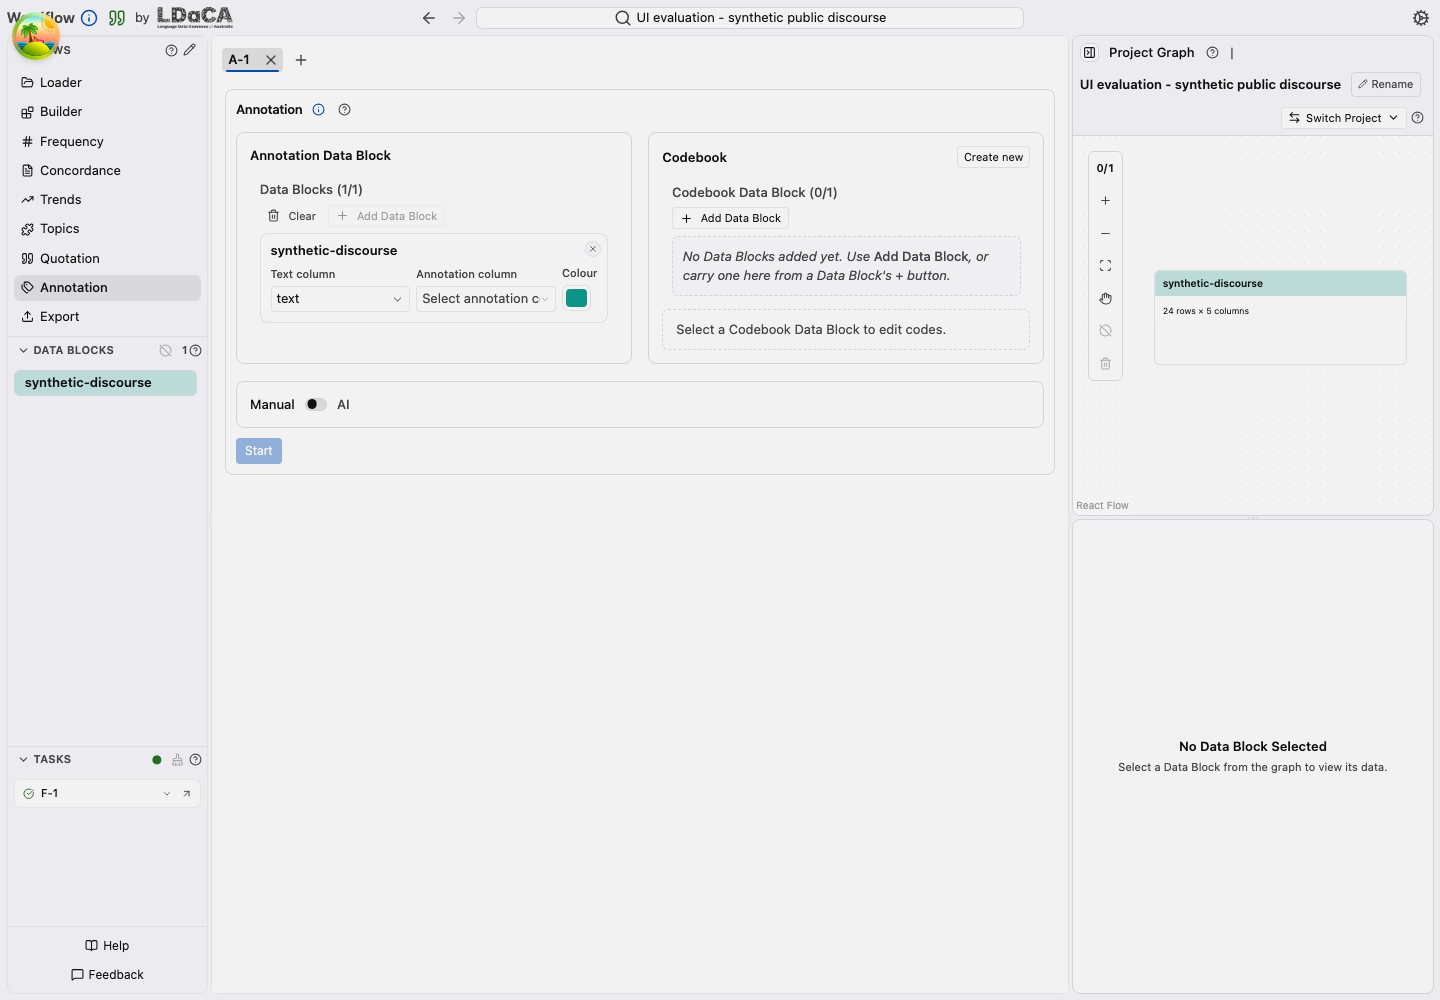 by LDaCA
Language Data Commons of Australia
UI evaluation - synthetic public discourse
Loader
Builder
Frequency
Concordance
Trends
Topics
Quotation
Annotation
Export
DATA BLOCKS 1
synthetic-discourse
TASKS
F-1
Help
Feedback
A-1
Annotation
Annotation Data Block
Data Blocks (1/1)
Clear
Add Data Block
synthetic-discourse
Text column Annotation column Colour
text Select annotation c
Codebook
Create new
Codebook Data Block (0/1)
Add Data Block
No Data Blocks added yet. Use Add Data Block, or
carry one here from a Data Block's + button.
Select a Codebook Data Block to edit codes.
Manual AI
Start
Project Graph
UI evaluation - synthetic public discourse
Rename
Switch Project
0/1
synthetic-discourse
24 rows × 5 columns
React Flow
No Data Block Selected
Select a Data Block from the graph to view its data.